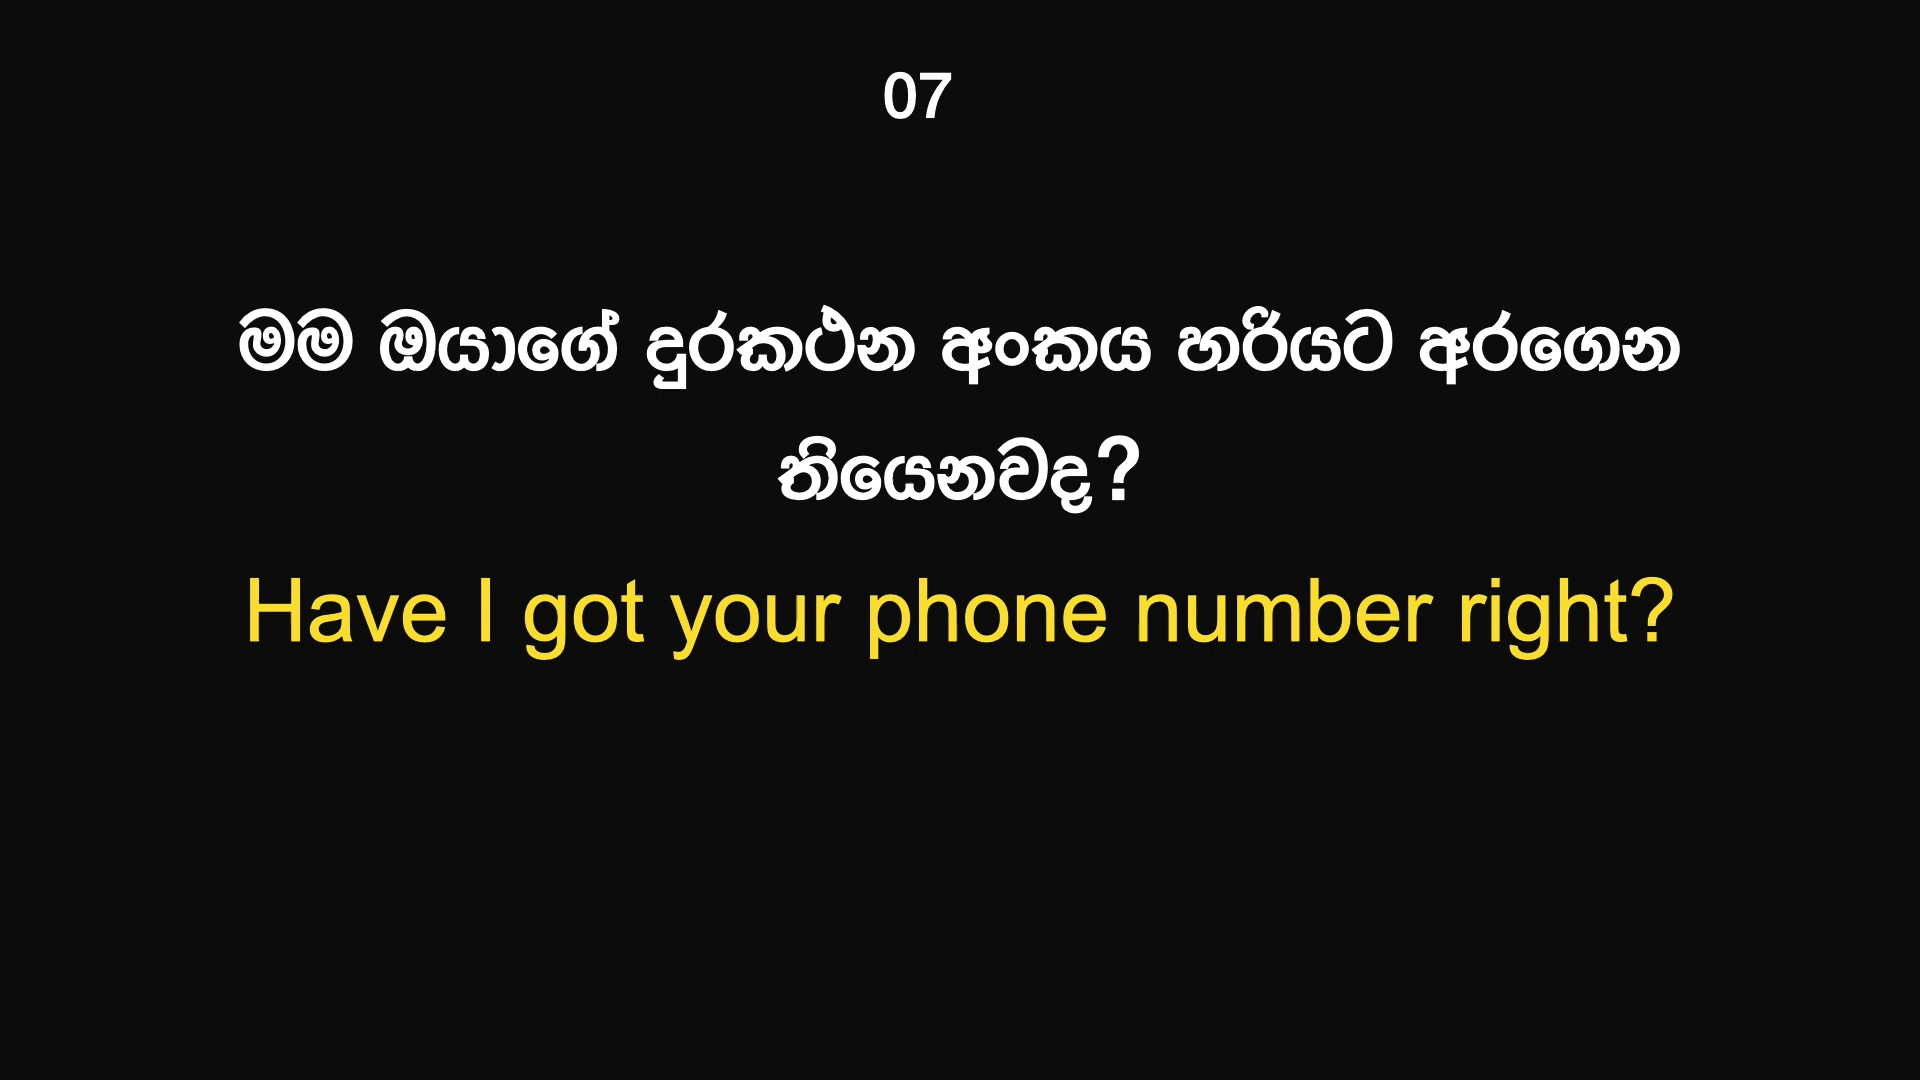 07
මම ඔයාගේ දුරකථන අංකය හරියට අරගෙන
තියෙනවද?
Have I got your phone number right?